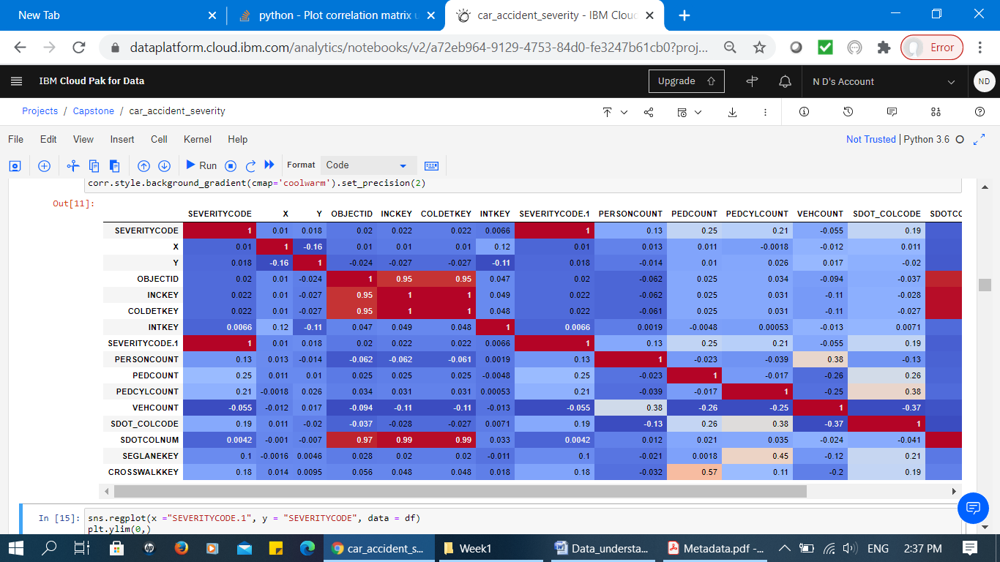 New Tab
python - Plot correlation matrix u
car_accident_severity - IBM Clouc
dataplatform.cloud.ibm.com/analytics/notebooks/v2/a72eb964-9129-4753-84d0-fe3247b61cb0?proj...
Error
IBM Cloud Pak for Data
Upgrade
N D's Account
ND
Projects / Capstone / car_accident_severity
File Edit View Insert Cell Kernel Help
Not Trusted Python 3.6
Run
Format
Code
corr.style.background_gradient(cmap='coolwarm').set_precision(2)
Out[11]:
SEVERITYCODE X Y OBJECTID INCKEY COLDETKEY INTKEY SEVERITYCODE.1 PERSONCOUNT PEDCOUNT PEDCYLCOUNT VEHCOUNT SDOT_COLCODE SDOTCC
SEVERITYCODE 1 0.01 0.018 0.02 0.022 0.022 0.0066 1 0.13 0.25 0.21 -0.055 0.19
X 0.01 1 -0.16 0.01 0.01 0.01 0.12 0.01 0.013 0.011 -0.0018 -0.012 0.011
Y 0.018 -0.16 1 -0.024 -0.027 -0.027 -0.11 0.018 -0.014 0.01 0.026 0.017 -0.02
OBJECTID 0.02 0.01 -0.024 1 0.95 0.95 0.047 0.02 -0.062 0.025 0.034 -0.094 -0.037
INCKEY 0.022 0.01 -0.027 0.95 1 1 0.049 0.022 -0.062 0.025 0.031 -0.11 -0.028
COLDETKEY 0.022 0.01 -0.027 0.95 1 1 0.048 0.022 -0.061 0.025 0.031 -0.11 -0.027
INTKEY 0.0066 0.12 -0.11 0.047 0.049 0.048 1 0.0066 0.0019 -0.0048 0.00053 -0.013 0.0071
SEVERITYCODE.1 1 0.01 0.018 0.02 0.022 0.022 0.0066 1 0.13 0.25 0.21 -0.055 0.19
PERSONCOUNT 0.13 0.013 -0.014 -0.062 -0.062 -0.061 0.0019 0.13 1 -0.023 -0.039 0.38 -0.13
PEDCOUNT 0.25 0.011 0.01 0.025 0.025 0.025 -0.0048 0.25 -0.023 1 -0.017 -0.26 0.26
PEDCYLCOUNT 0.21 -0.0018 0.026 0.034 0.031 0.031 0.00053 0.21 -0.039 -0.017 1 -0.25 0.38
VEHCOUNT -0.055 -0.012 0.017 -0.094 -0.11 -0.11 -0.013 -0.055 0.38 -0.26 -0.25 1 -0.37
SDOT_COLCODE 0.19 0.011 -0.02 -0.037 -0.028 -0.027 0.0071 0.19 -0.13 0.26 0.38 -0.37 1
SDOTCOLNUM 0.0042 -0.001 -0.007 0.97 0.99 0.99 0.033 0.0042 0.012 0.021 0.035 -0.024 -0.041
SEGLANEKEY 0.1 -0.0016 0.0046 0.028 0.02 0.02 -0.011 0.1 -0.021 0.0018 0.45 -0.12 0.21
CROSSWALKKEY 0.18 0.014 0.0095 0.056 0.048 0.048 0.018 0.18 -0.032 0.57 0.11 -0.2 0.19
In [15]: sns.regplot(x ="SEVERITYCODE.1", y = "SEVERITYCODE", data = df)
plt.ylim(0,)
car_accident_s...
Week1
Data_understa...
Metadata.pdf -...
ENG
2:37 PM